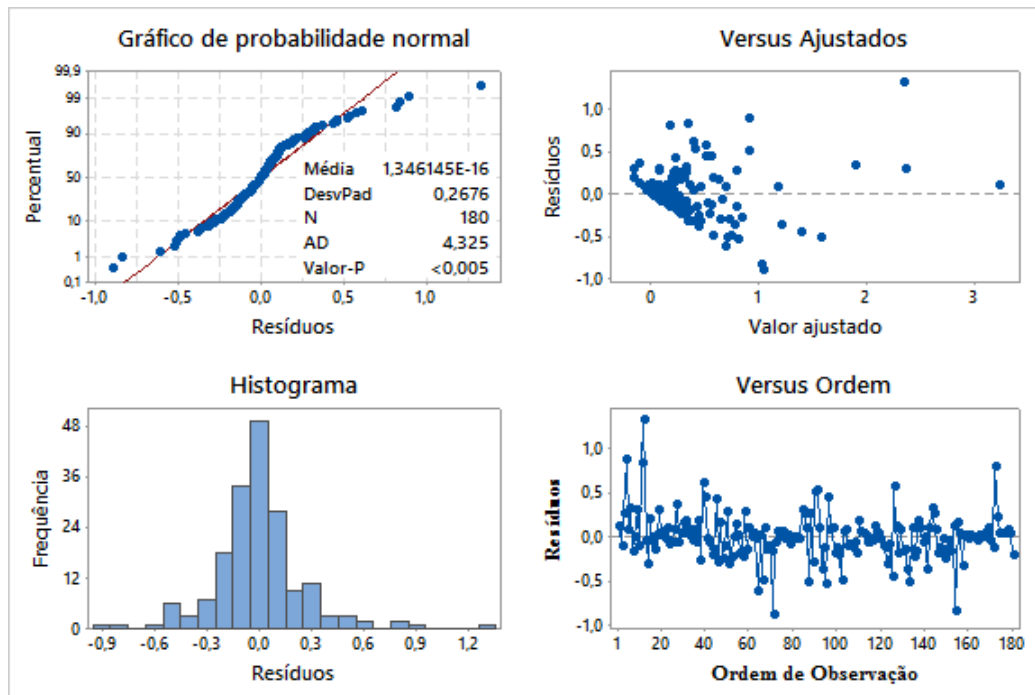 Gráfico de probabilidade normal
Percentual
99,9
99
90
50
10
1
0,1
Média 1,346145E-16
DesvPad 0,2676
N 180
AD 4,325
Valor-P <0,005
-1,0 -0,5 0,0 0,5 1,0
Resíduos
Versus Ajustados
Resíduos
1,0
0,5
0,0
-0,5
-1,0
0 1 2 3
Valor ajustado
Histograma
Frequência
48
36
24
12
0
-0,9 -0,6 -0,3 0,0 0,3 0,6 0,9 1,2
Resíduos
Versus Ordem
Resíduos
1,0
0,5
0,0
-0,5
-1,0
1 20 40 60 80 100 120 140 160 180
Ordem de Observação